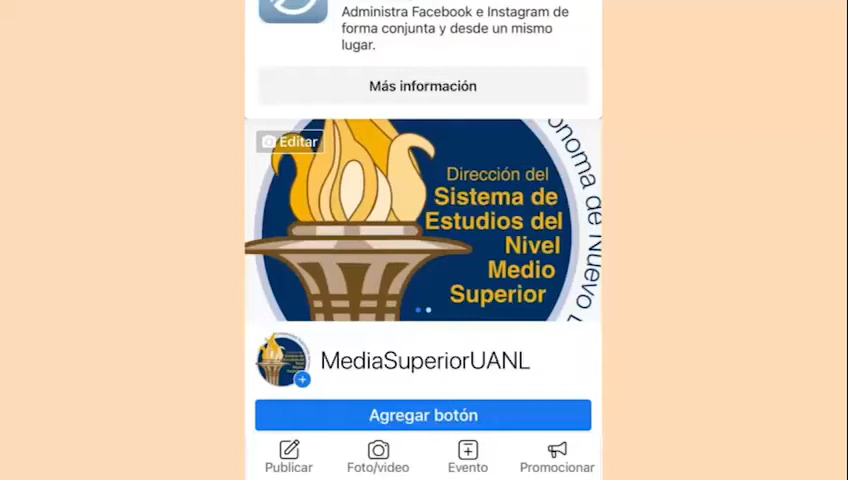 Administra Facebook e Instagram de
forma conjunta y desde un mismo
lugar.
Más información
Editar
Dirección del
Sistema de
Estudios del
Nivel
Medio
Superior
onoma de Nuevo L
MediaSuperiorUANL
Agregar botón
Publicar
Foto/video
Evento
Promocionar